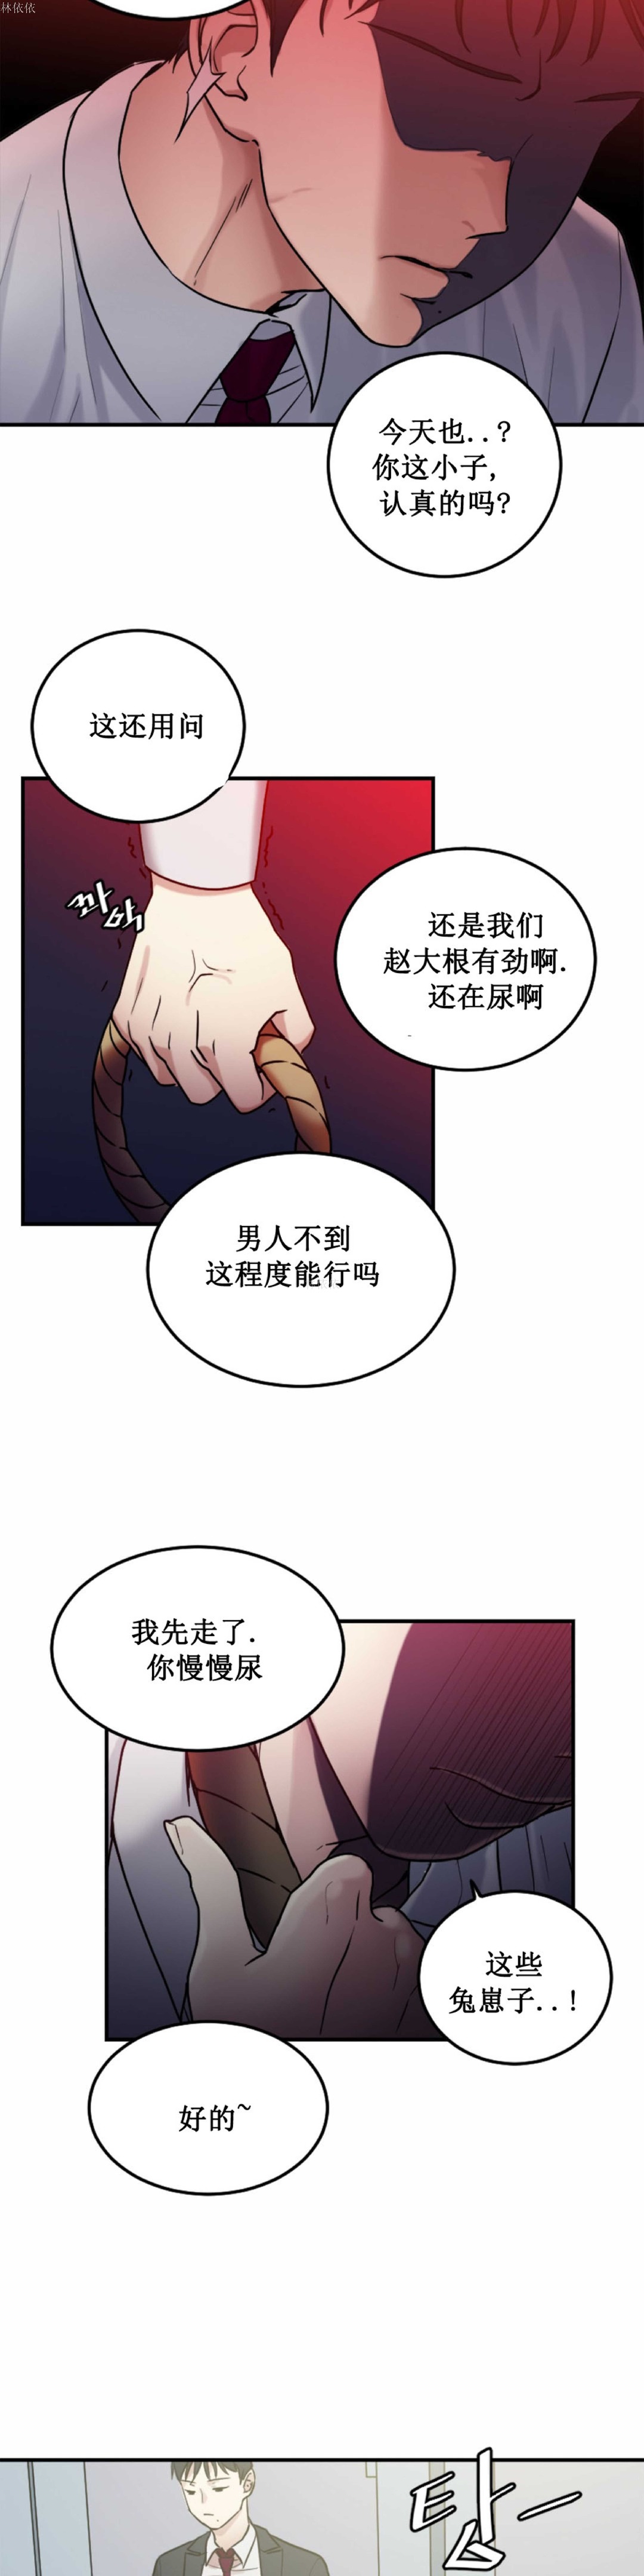 林依依
今天也..?
你这小子,
认真的吗?
这还用问
꽈악
还是我们
赵大根有劲啊.
还在尿啊
男人不到
这程度能行吗
我先走了.
你慢慢尿
这些
兔崽子..!
好的~
탁—